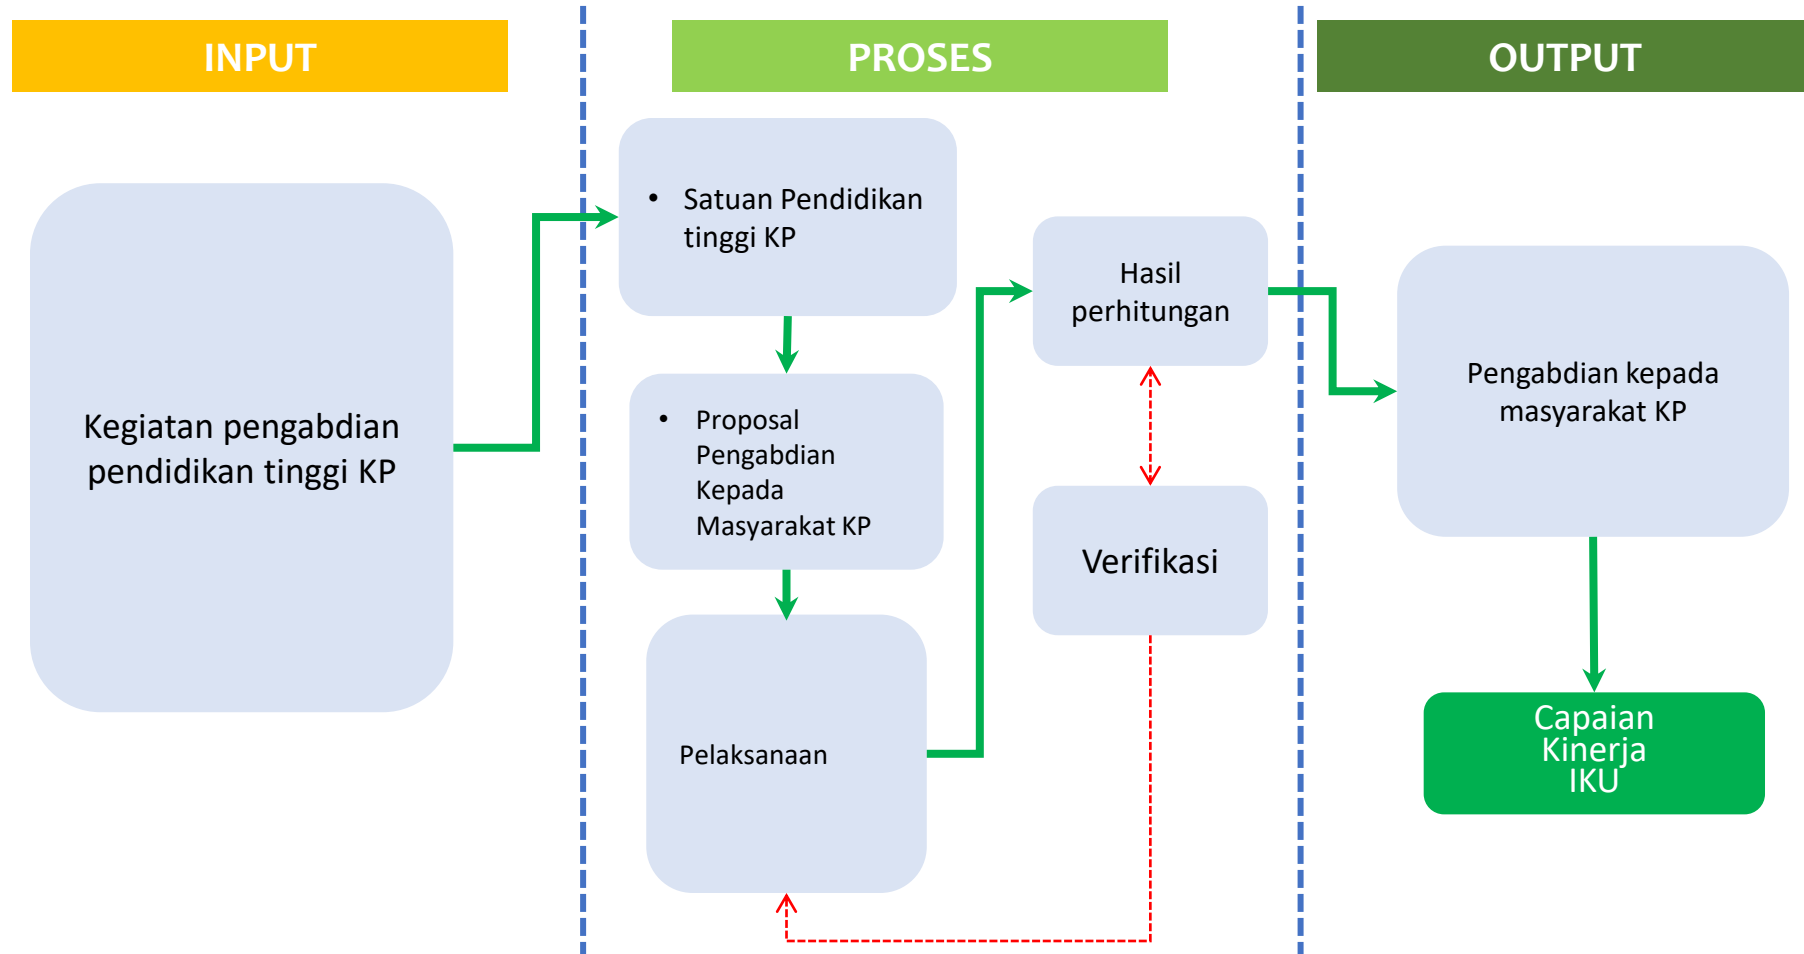 INPUT
PROSES
OUTPUT
Kegiatan pengabdian
pendidikan tinggi KP
• Satuan Pendidikan
tinggi KP
• Proposal
Pengabdian
Kepada
Masyarakat KP
Pelaksanaan
Hasil
perhitungan
Verifikasi
Pengabdian kepada
masyarakat KP
Capaian
Kinerja
IKU